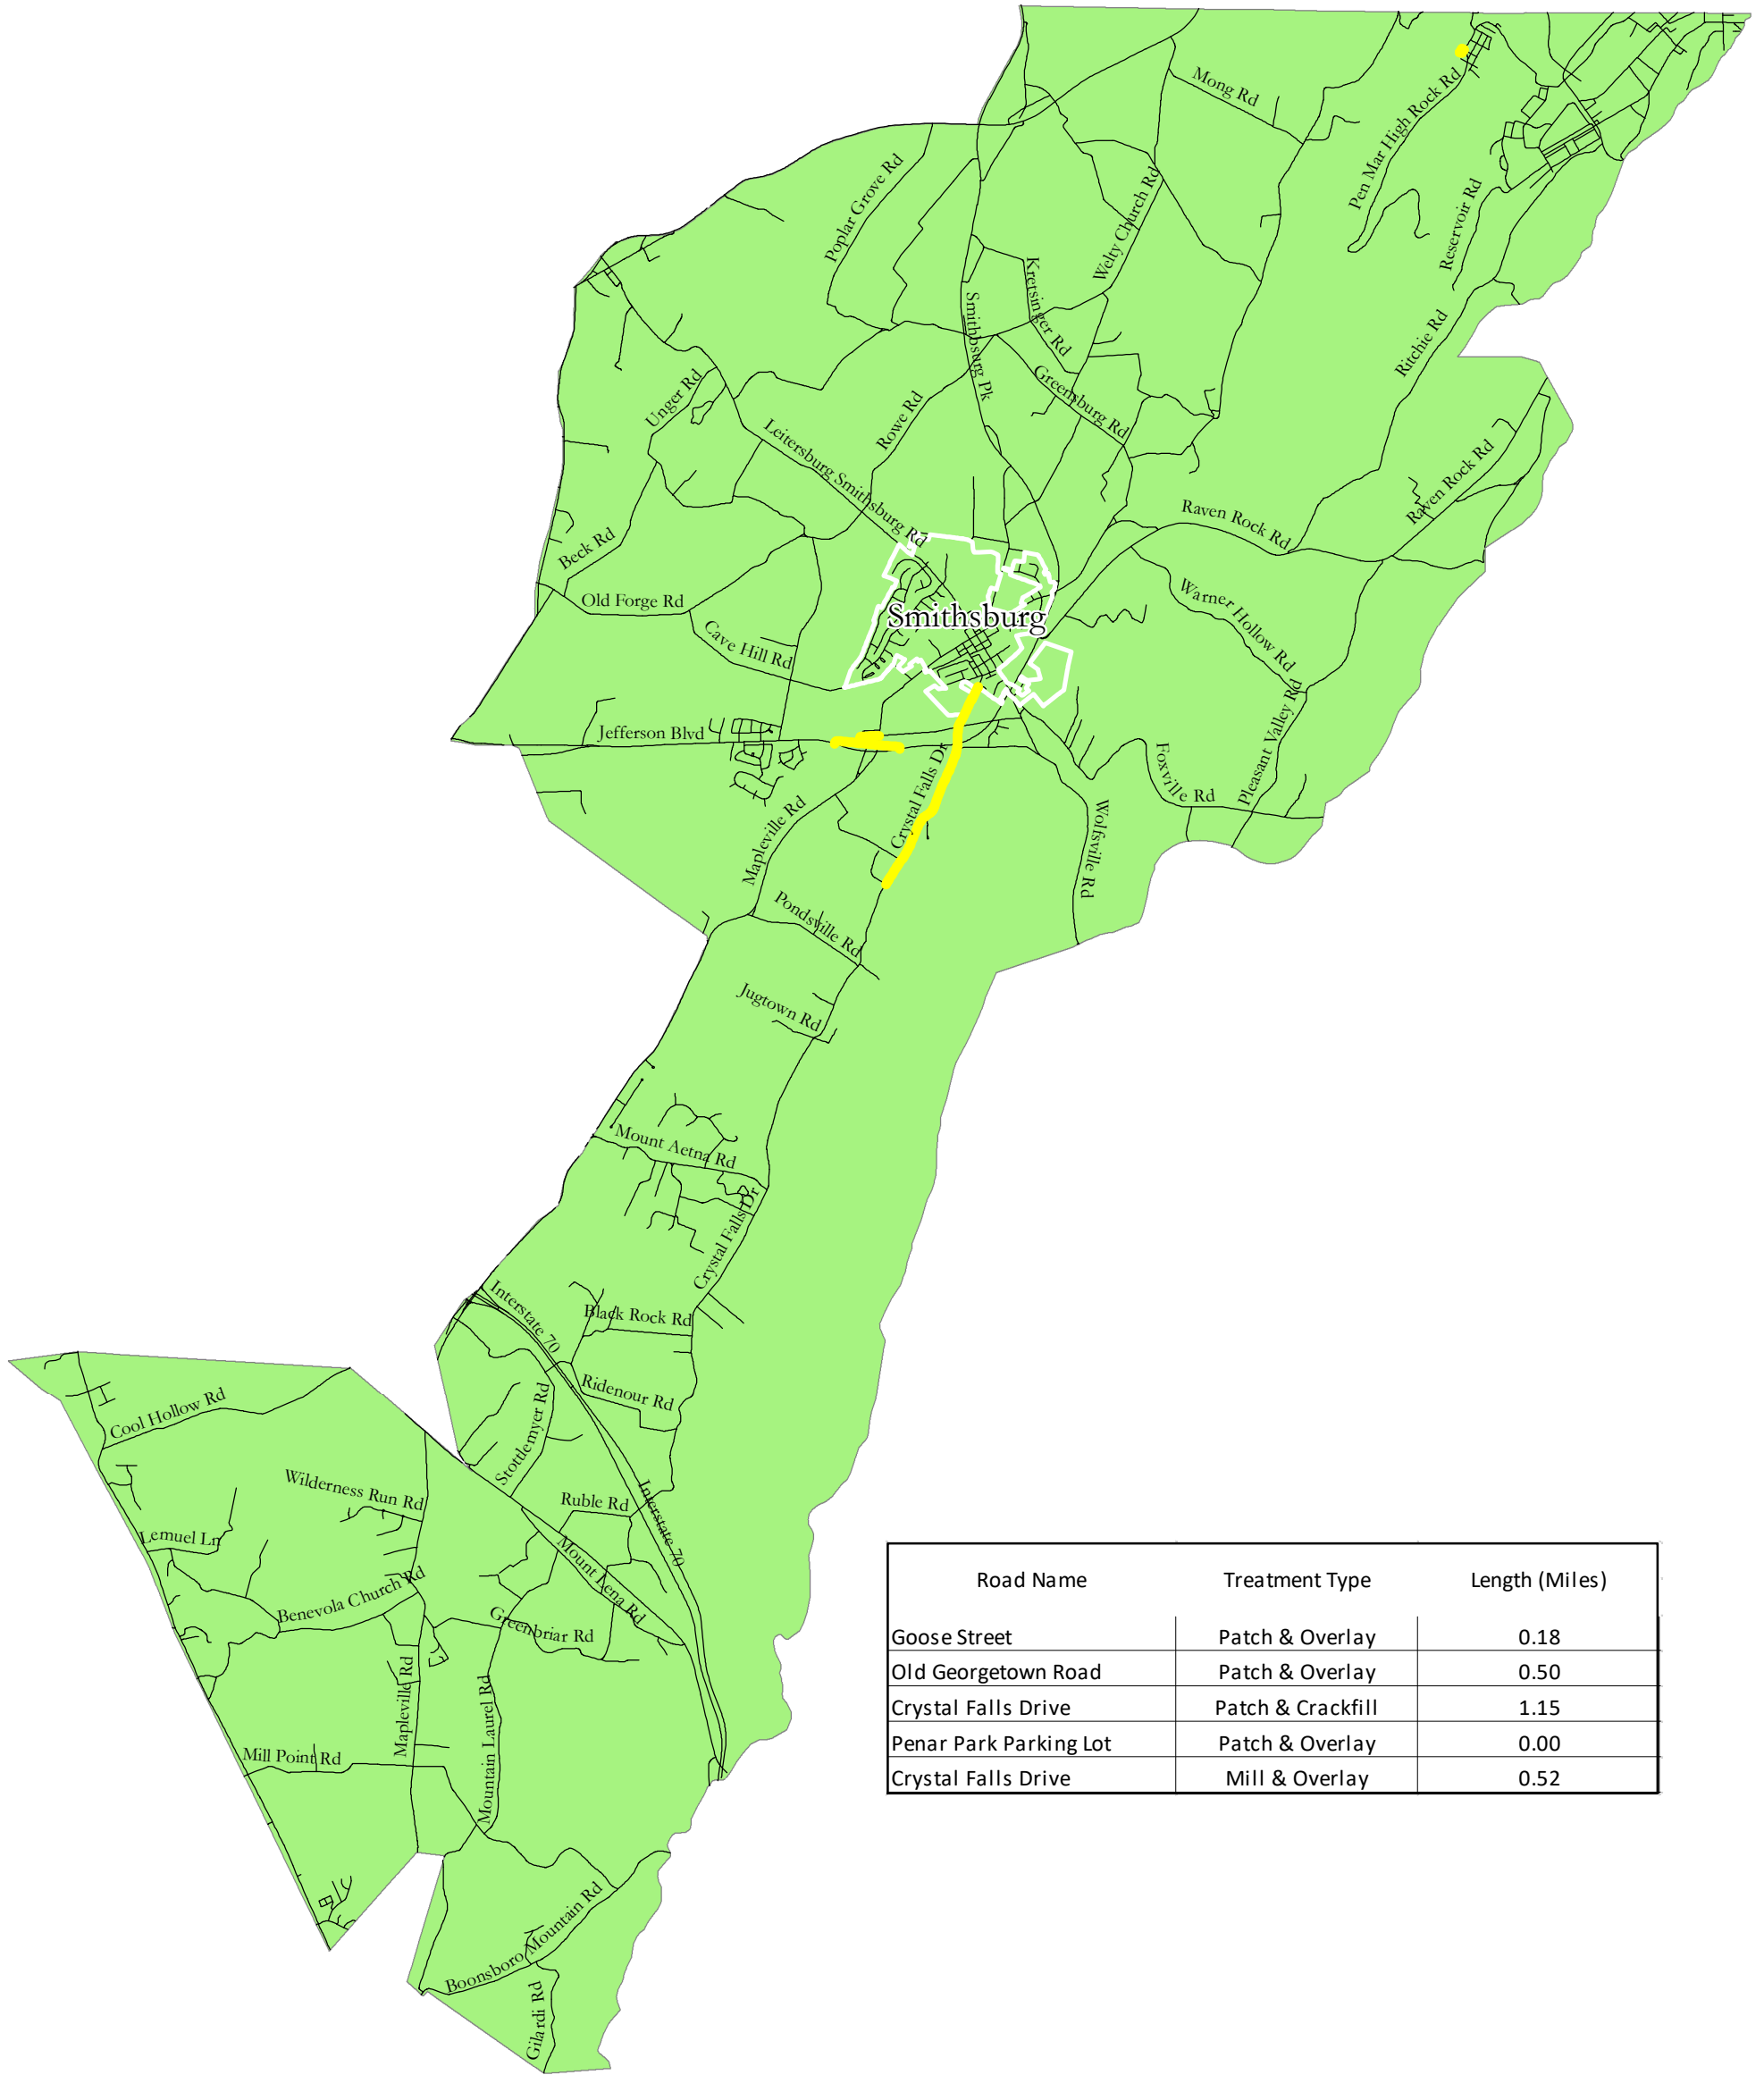 Mong Rd
Pen Mar High Rock Rd
Poplar Grove Rd
Welty Church Rd
Reservoir Rd
Kretsinger Rd
Smithbsurg Pk
Ritchie Rd
Unger Rd
Greensburg Rd
Rowe Rd
Leitersburg Smithsburg Rd
Raven Rock Rd
Raven Rock Rd
Beck Rd
Old Forge Rd
Smithsburg
Warner Hollow Rd
Cave Hill Rd
Jefferson Blvd
Pleasant Valley Rd
Foxville Rd
Crystal Falls Dr
Mapleville Rd
Wolfsville Rd
Pondsville Rd
Jugtown Rd
Mount Aetna Rd
Crystal Falls Dr
Interstate 70
Black Rock Rd
Ridenour Rd
Cool Hollow Rd
Stottlemyer Rd
Wilderness Run Rd
Ruble Rd
Interstate 70
Lemuel Ln
Mount Lena Rd
Benevola Church Rd
Greenbriar Rd
Mapleville Rd
Mountain Laurel Rd
Mill Point Rd
Boonsboro Mountain Rd
Gilardi Rd
Road Name Treatment Type Length (Miles)
Goose Street Patch & Overlay 0.18
Old Georgetown Road Patch & Overlay 0.50
Crystal Falls Drive Patch & Crackfill 1.15
Penar Park Parking Lot Patch & Overlay 0.00
Crystal Falls Drive Mill & Overlay 0.52